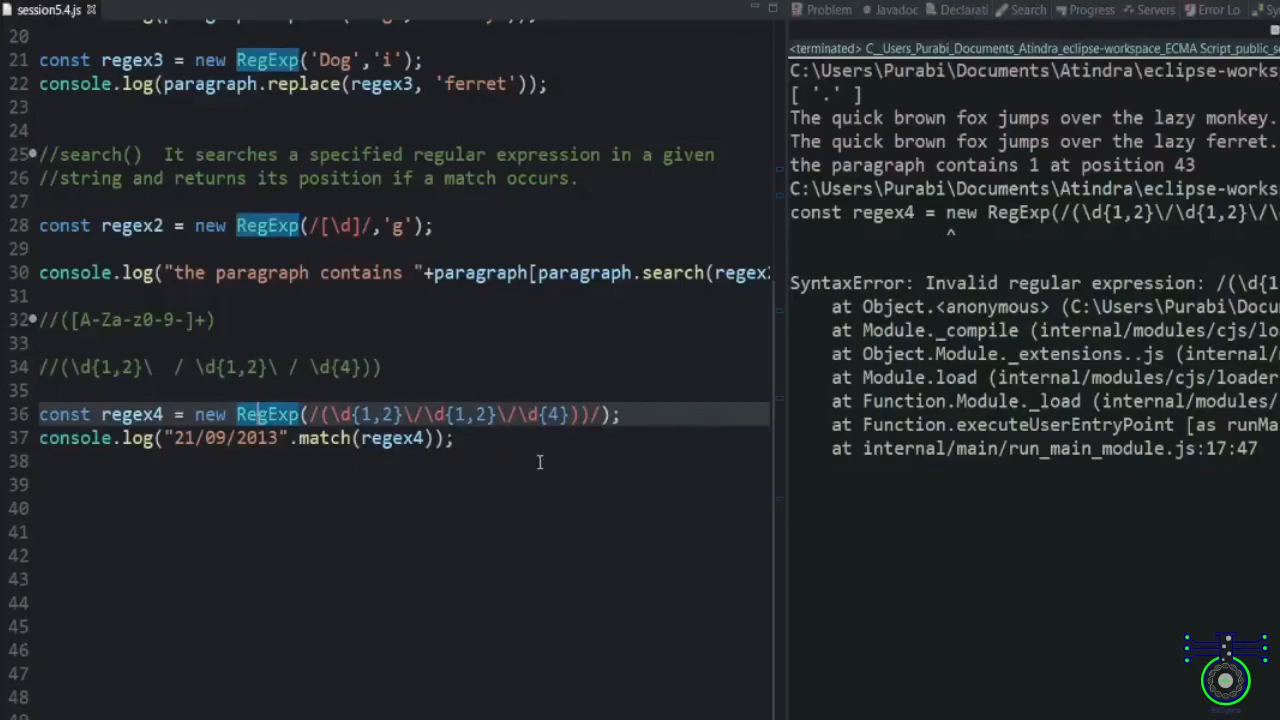 session5.4.js
Problem Javadoc Declarati Search Progress Servers Error Lo Sy
20
21 const regex3 = new RegExp('Dog','i');
22 console.log(paragraph.replace(regex3, 'ferret'));
23
24
25 //search()  It searches a specified regular expression in a given
26 //string and returns its position if a match occurs.
27
28 const regex2 = new RegExp(/[\d]/,'g');
29
30 console.log("the paragraph contains "+paragraph[paragraph.search(regex2
31
32 //([A-Za-z0-9-]+)
33
34 //(\d{1,2}\  / \d{1,2}\ / \d{4}))
35
36 const regex4 = new RegExp(/(\d{1,2}\/\d{1,2}\/\d{4}))/);
37 console.log("21/09/2013".match(regex4));
38
39
40
41
42
43
44
45
46
47
48
<terminated> C__Users_Purabi_Documents_Atindra_eclipse-workspace_ECMA Script_public_se
C:\Users\Purabi\Documents\Atindra\eclipse-works
[ '.' ]
The quick brown fox jumps over the lazy monkey.
The quick brown fox jumps over the lazy ferret.
the paragraph contains 1 at position 43
C:\Users\Purabi\Documents\Atindra\eclipse-works
const regex4 = new RegExp(/(\d{1,2}\/\d{1,2}\/\
^
SyntaxError: Invalid regular expression: /(\d{1
at Object.<anonymous> (C:\Users\Purabi\Docu
at Module._compile (internal/modules/cjs/lo
at Object.Module._extensions..js (internal/
at Module.load (internal/modules/cjs/loader
at Function.Module._load (internal/modules/
at Function.executeUserEntryPoint [as runMa
at internal/main/run_main_module.js:17:47